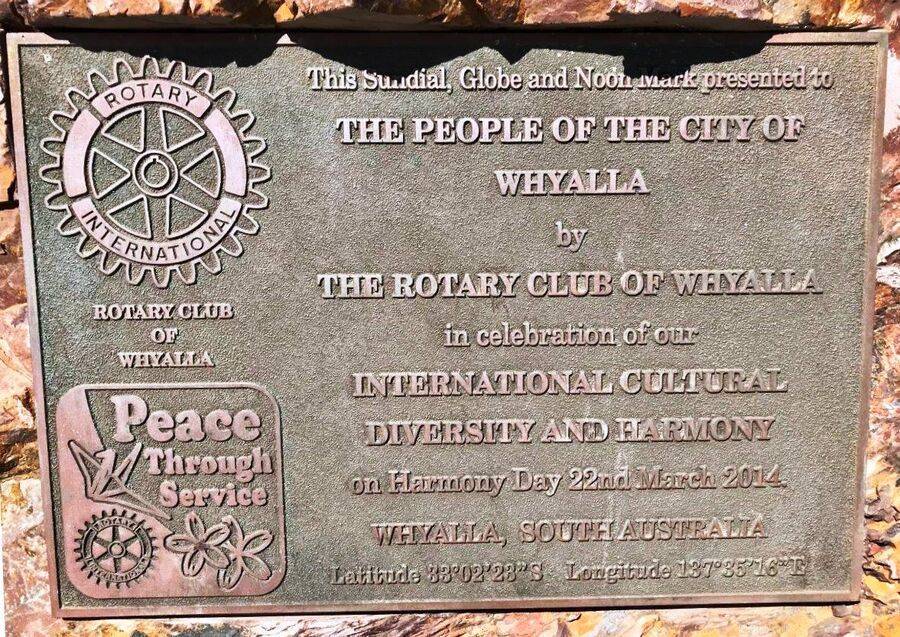 ROTARY
INTERNATIONAL
ROTARY CLUB
OF
WHYALLA
Peace
Through
Service
ROTARY
INTERNATIONAL
This Sundial, Globe and Noon Mark presented to
THE PEOPLE OF THE CITY OF
WHYALLA
by
THE ROTARY CLUB OF WHYALLA
in celebration of our
INTERNATIONAL CULTURAL
DIVERSITY AND HARMONY
on Harmony Day 22nd March 2014.
WHYALLA, SOUTH AUSTRALIA
Latitude 33°02'23"S Longitude 137°35'16"E